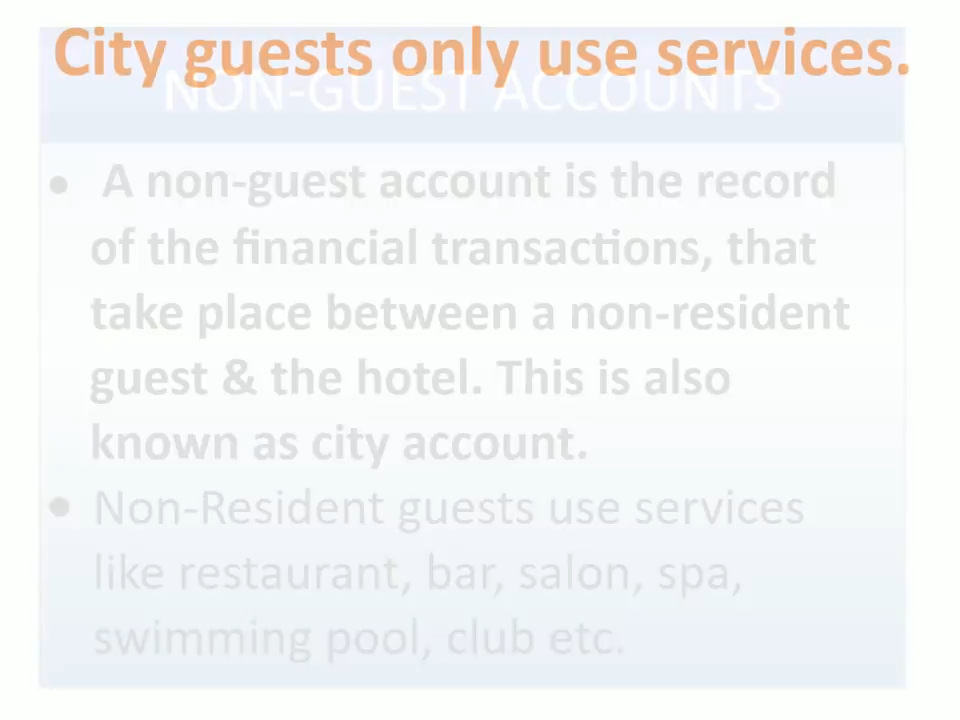 City guests only use services.
NON-GUEST ACCOUNTS
• A non-guest account is the record
of the financial transactions, that
take place between a non-resident
guest & the hotel. This is also
known as city account.
• Non-Resident guests use services
like restaurant, bar, salon, spa,
swimming pool, club etc.